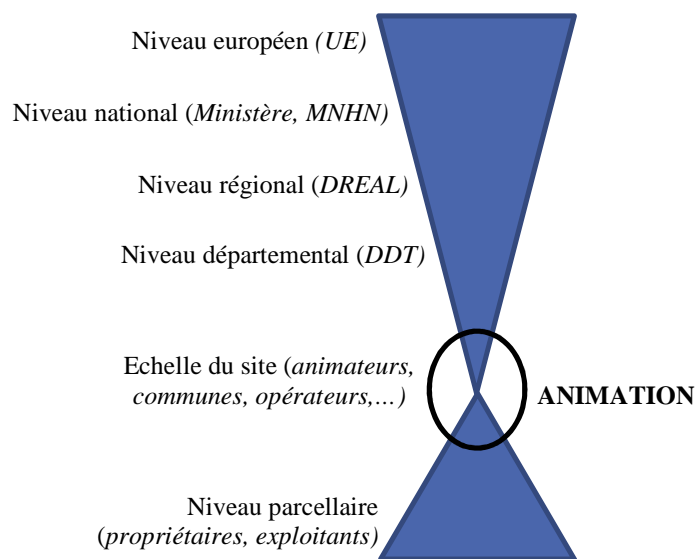 Niveau européen (UE)
Niveau national (Ministère, MNHN)
Niveau régional (DREAL)
Niveau départemental (DDT)
Echelle du site (animateurs,
communes, opérateurs,…)
ANIMATION
Niveau parcellaire
(propriétaires, exploitants)